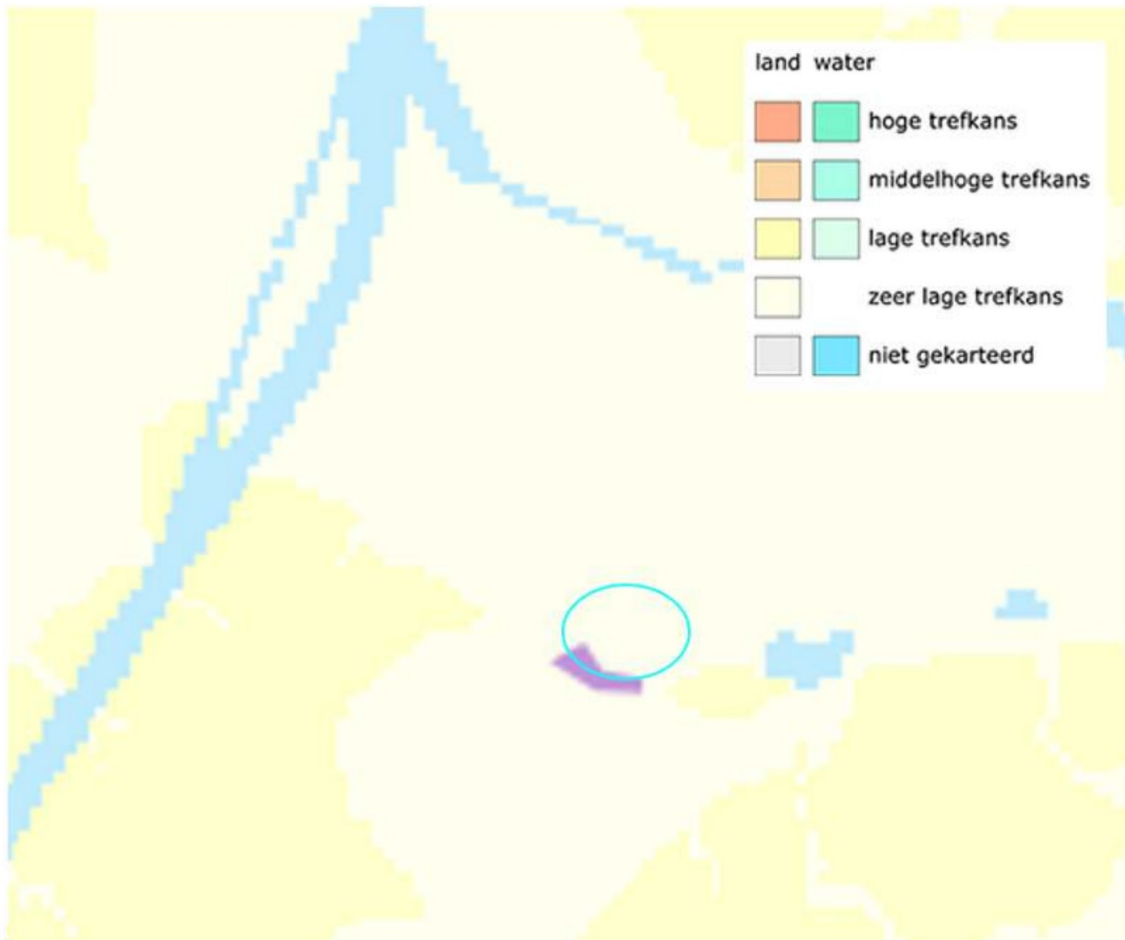 land water
hoge trefkans
middelhoge trefkans
lage trefkans
zeer lage trefkans
niet gekarteerd